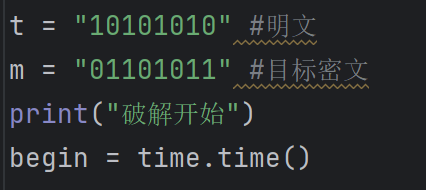 t = "10101010" #明文
m = "01101011" #目标密文
print("破解开始")
begin = time.time()